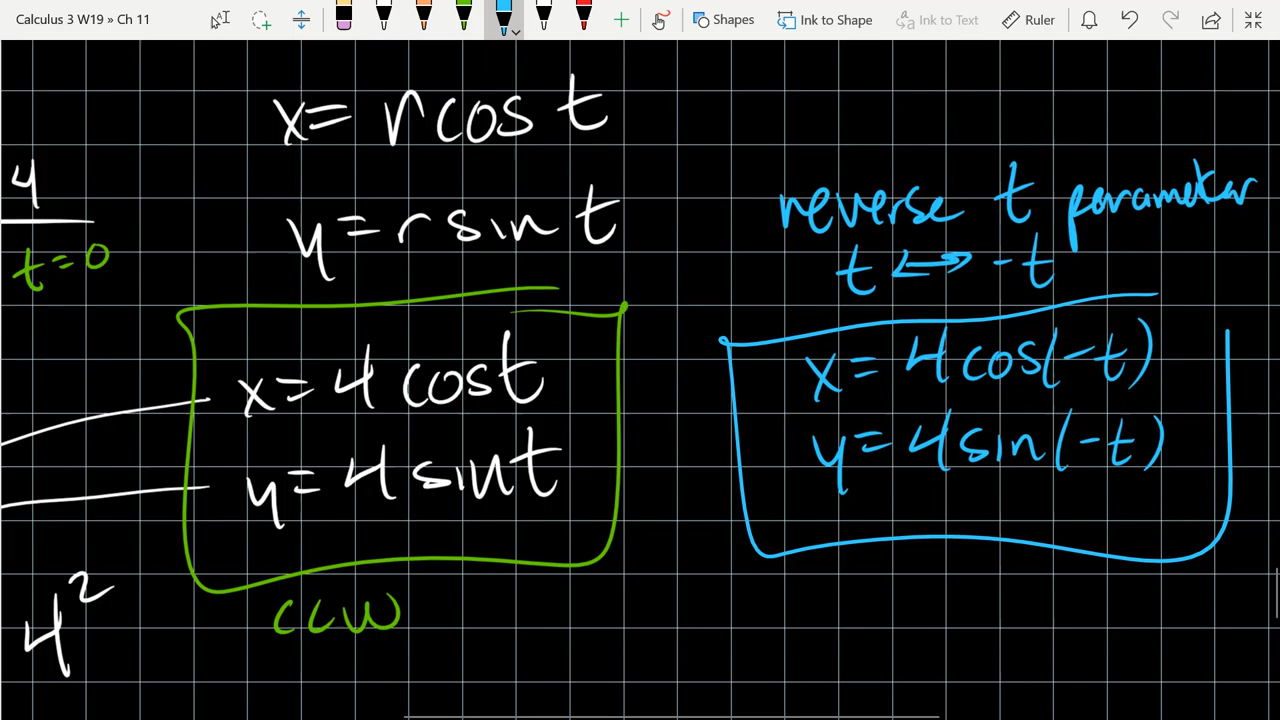 Calculus 3 W19 » Ch 11
Shapes
Ink to Shape
Ink to Text
Ruler
x = r cos t
y = r sin t
4
t = 0
x = 4 cos t
y = 4 sin t
CCW
4²
reverse t parameter
t ↔ -t
x = 4 cos(-t)
y = 4 sin(-t)